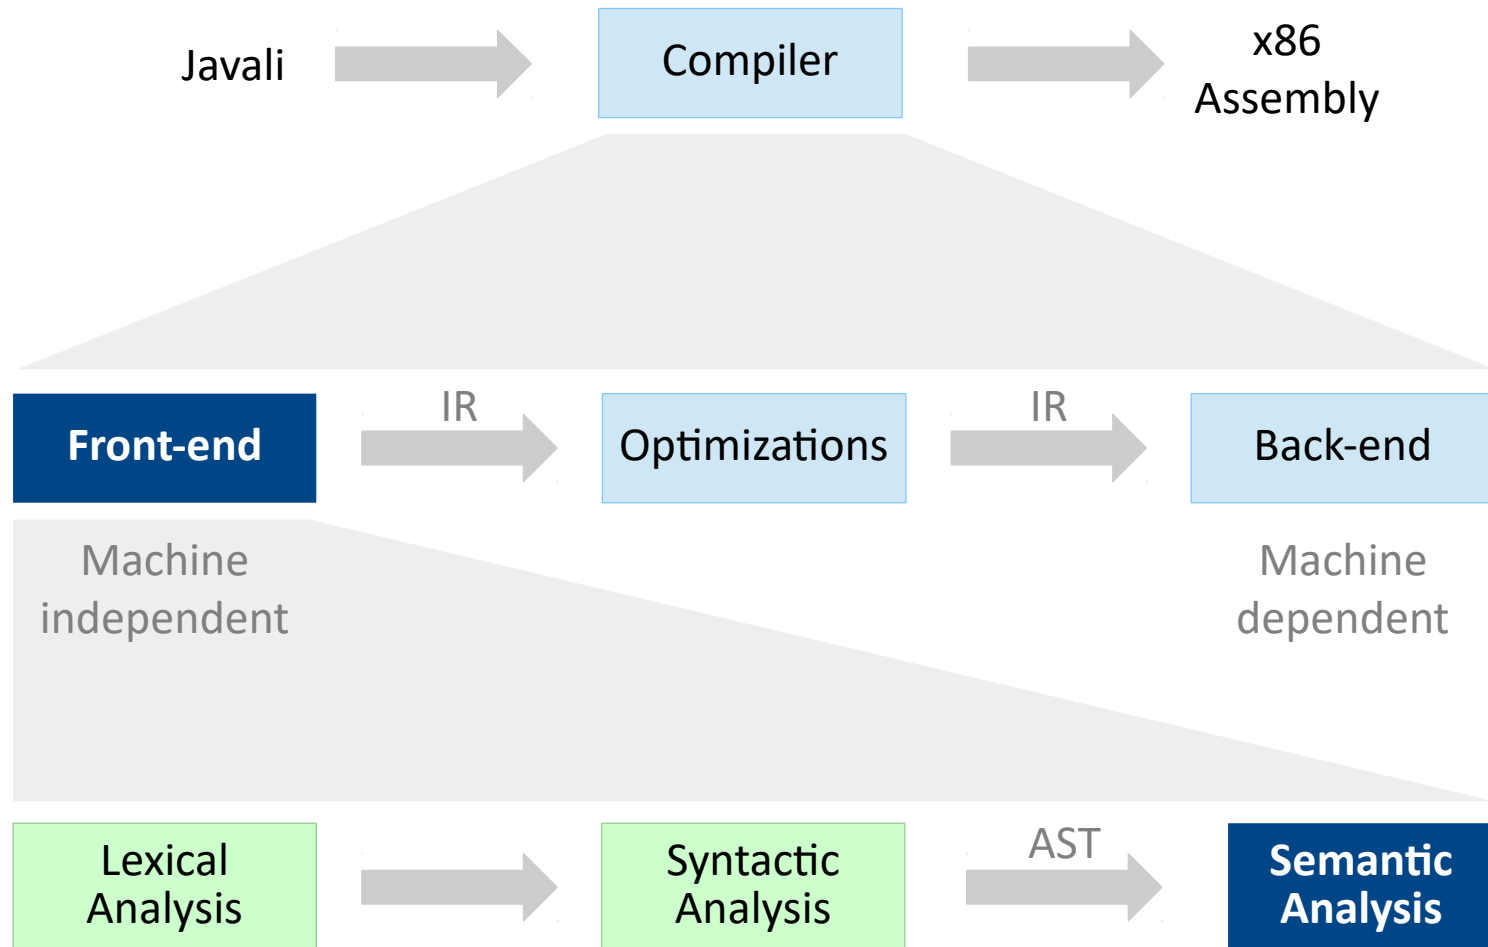 Javali
Compiler
x86
Assembly
IR
IR
Front-end
Optimizations
Back-end
Machine
independent
Machine
dependent
Lexical
Analysis
Syntactic
Analysis
AST
Semantic
Analysis